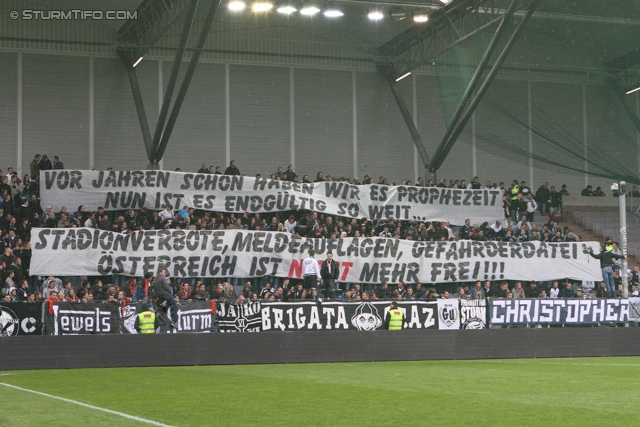 © STURMTIFO.COM
VOR JAHREN SCHON HABEN WIR ES PROPHEZEIT
NUN IST ES ENDGÜLTIG SO WEIT...
STADIONVERBOTE, MELDEAUFLAGEN, GEFÄHRDERDATEI
ÖSTERREICH IST NICHT MEHR FREI!!!
Jewels
Sturm
BRIGATA GRAZ
CHRISTOPHER